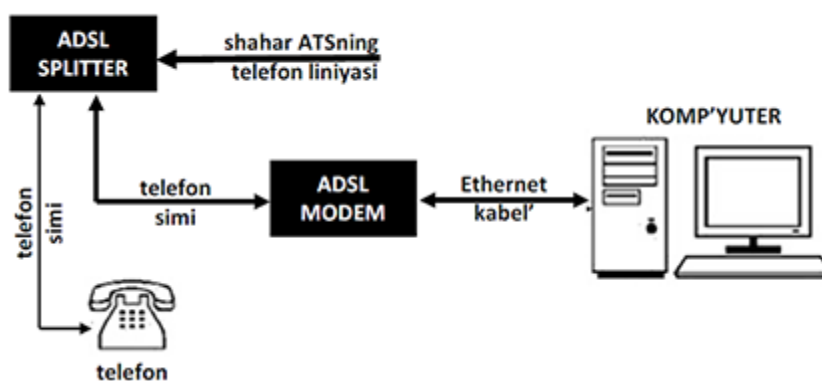 ADSL
SPLITTER
shahar ATSning
telefon liniyasi
KOMP'YUTER
telefon
simi
telefon
simi
ADSL
MODEM
Ethernet
kabel'
telefon